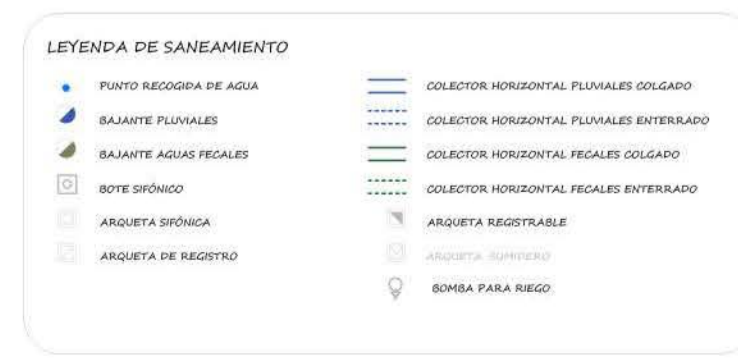 LEYENDA DE SANEAMIENTO
PUNTO RECOGIDA DE AGUA
BAJANTE PLUVIALES
BAJANTE AGUAS FECALES
BOTE SIFÓNICO
ARQUETA SIFÓNICA
ARQUETA DE REGISTRO
COLECTOR HORIZONTAL PLUVIALES COLGADO
COLECTOR HORIZONTAL PLUVIALES ENTERRADO
COLECTOR HORIZONTAL FECALES COLGADO
COLECTOR HORIZONTAL FECALES ENTERRADO
ARQUETA REGISTRABLE
ARQUETA SUMIDERO
BOMBA PARA RIEGO